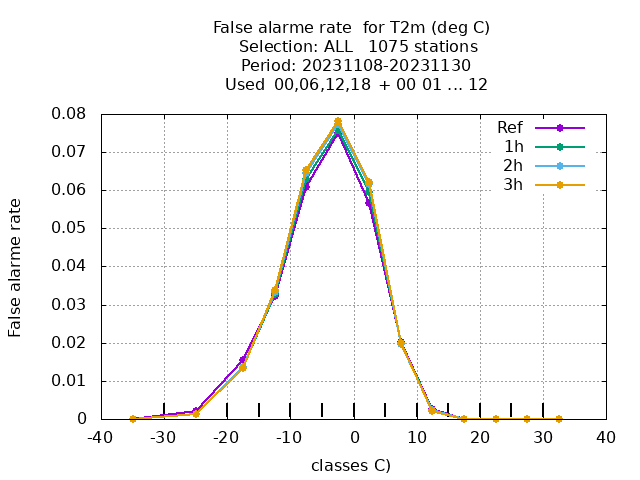 False alarme rate  for T2m (deg C)
Selection: ALL   1075 stations
Period: 20231108-20231130
Used  00,06,12,18  + 00 01 ... 12
Ref
1h
2h
3h
0.08
0.07
0.06
0.05
0.04
0.03
0.02
0.01
0
False alarme rate
-40 -30 -20 -10 0 10 20 30 40
classes C)